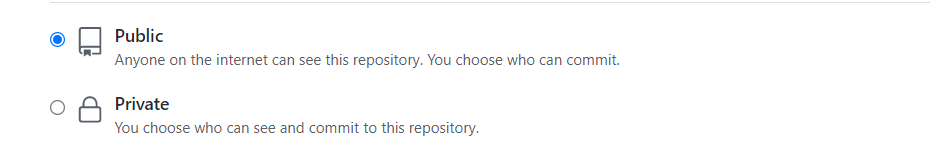 Public
Anyone on the internet can see this repository. You choose who can commit.
Private
You choose who can see and commit to this repository.